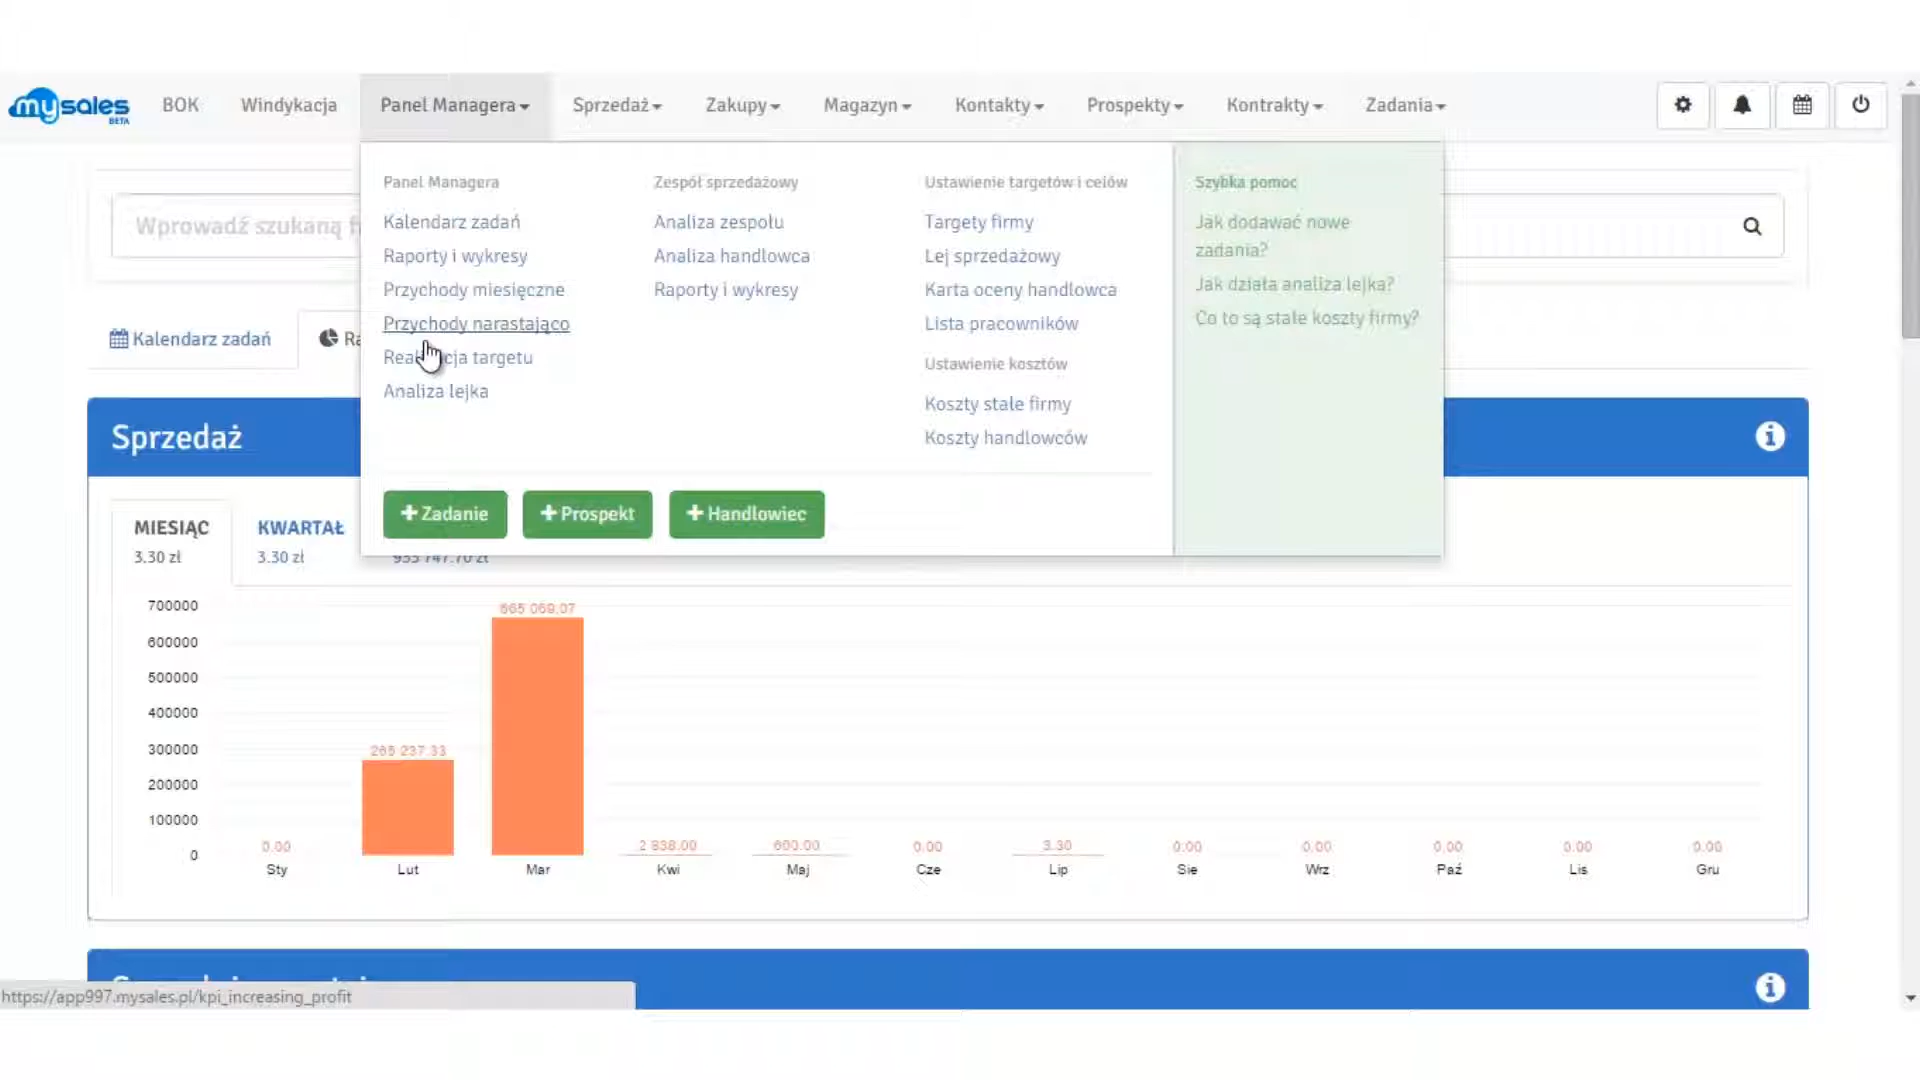 mysales
BETA
BOK
Windykacja
Panel Managera
Sprzedaż
Zakupy
Magazyn
Kontakty
Prospekty
Kontrakty
Zadania
Wprowadź szukaną
Panel Managera
Kalendarz zadań
Raporty i wykresy
Przychody miesięczne
Przychody narastająco
targetu
Analiza lejka
Zespół sprzedażowy
Analiza zespołu
Analiza handlowca
Raporty i wykresy
Ustawienie targetów i celów
Targety firmy
Lej sprzedażowy
Karta oceny handlowca
Lista pracowników
Ustawienie kosztów
Koszty stałe firmy
Koszty handlowców
Szybka pomoc
Jak dodawać nowe
zadania?
Jak działa analiza lejka?
Co to są stałe koszty firmy?
+ Zadanie
+ Prospekt
+ Handlowiec
Kalendarz zadań
Ra
Sprzedaż
MIESIĄC
3.30 zł
KWARTAŁ
3.30 zł
700000
600000
500000
400000
300000
200000
100000
0
0.00
265 237.33
665 069.07
2 838.00
600.00
0.00
3.30
0.00
0.00
0.00
0.00
0.00
Sty
Lut
Mar
Kwi
Maj
Cze
Lip
Sie
Wrz
Paź
Lis
Gru
https://app997.mysales.pl/kpi_increasing_profit